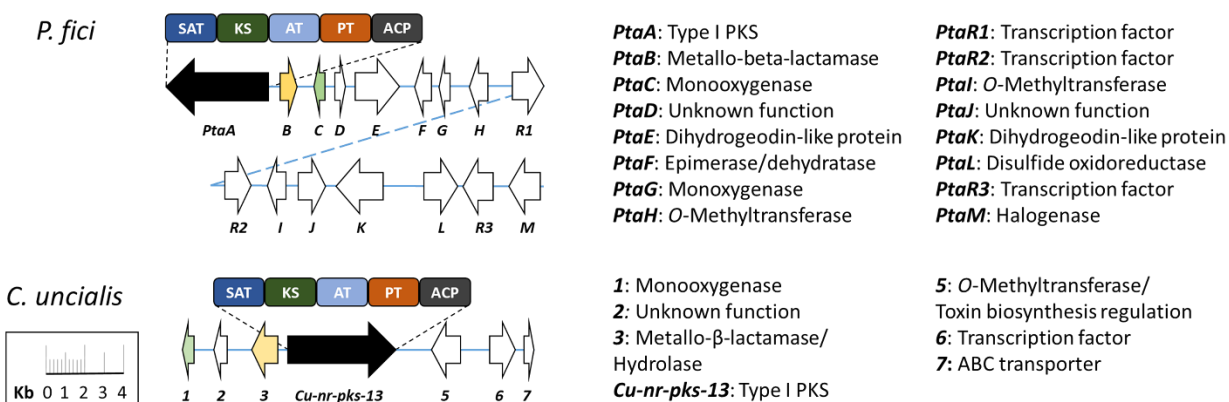 P. fici
SAT KS AT PT ACP
PtaA B C D E F G H R1
R2 I J K L R3 M
PtaA: Type I PKS
PtaB: Metallo-beta-lactamase
PtaC: Monooxygenase
PtaD: Unknown function
PtaE: Dihydrogeodin-like protein
PtaF: Epimerase/dehydratase
PtaG: Monoxygenase
PtaH: O-Methyltransferase
PtaR1: Transcription factor
PtaR2: Transcription factor
PtaI: O-Methyltransferase
PtaJ: Unknown function
PtaK: Dihydrogeodin-like protein
PtaL: Disulfide oxidoreductase
PtaR3: Transcription factor
PtaM: Halogenase
C. uncialis
SAT KS AT PT ACP
1 2 3 Cu-nr-pks-13 5 6 7
Kb 0 1 2 3 4
1: Monooxygenase
2: Unknown function
3: Metallo-β-lactamase/
Hydrolase
Cu-nr-pks-13: Type I PKS
5: O-Methyltransferase/
Toxin biosynthesis regulation
6: Transcription factor
7: ABC transporter